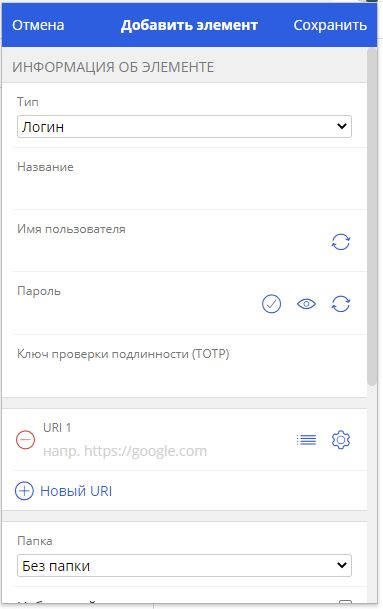 Отмена Добавить элемент Сохранить
ИНФОРМАЦИЯ ОБ ЭЛЕМЕНТЕ
Тип
Логин
Название
Имя пользователя
Пароль
Ключ проверки подлинности (TOTP)
URI 1
напр. https://google.com
Новый URI
Папка
Без папки